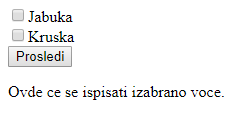 Jabuka
Kruska
Prosledi
Ovde ce se ispisati izabrano voce.